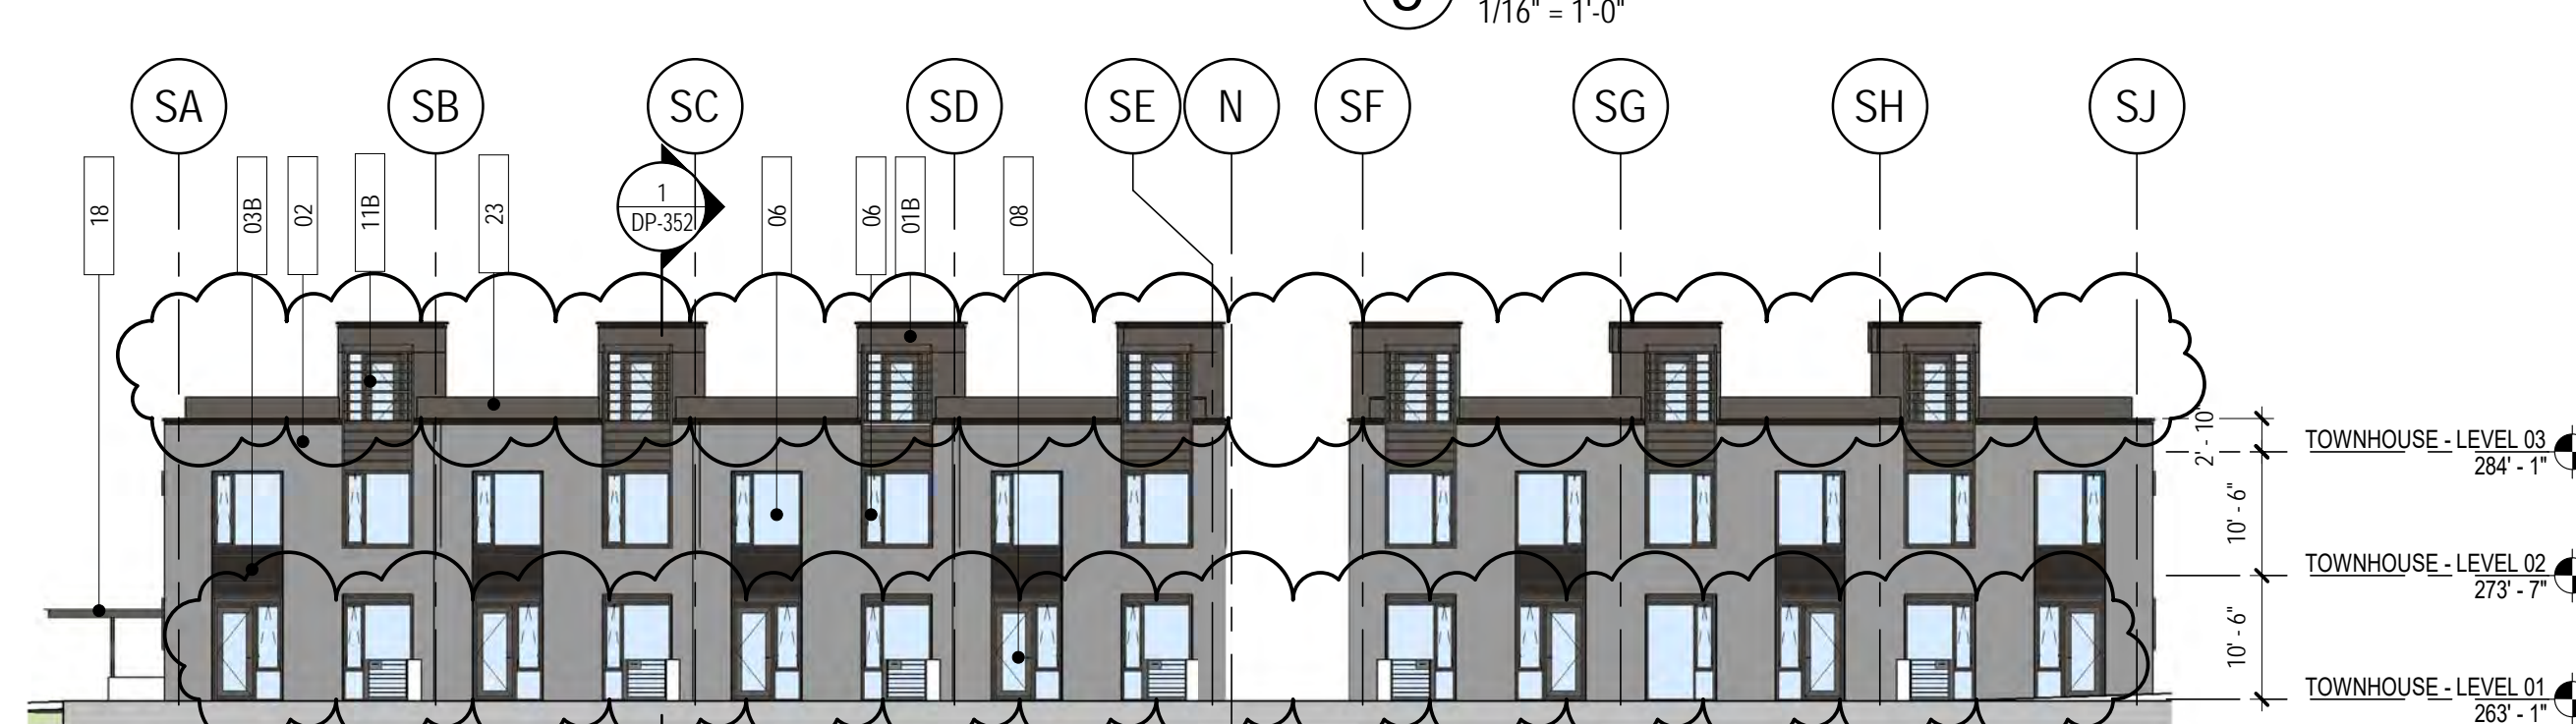 1/16" = 1'-0"
SA
SB
SC
SD
SE
N
SF
SG
SH
SJ
18
03B
02
11B
23
1
DP-352
06
06
01B
08
2' - 10"
TOWNHOUSE - LEVEL 03
284' - 1"
10' - 6"
TOWNHOUSE - LEVEL 02
273' - 7"
10' - 6"
TOWNHOUSE - LEVEL 01
263' - 1"